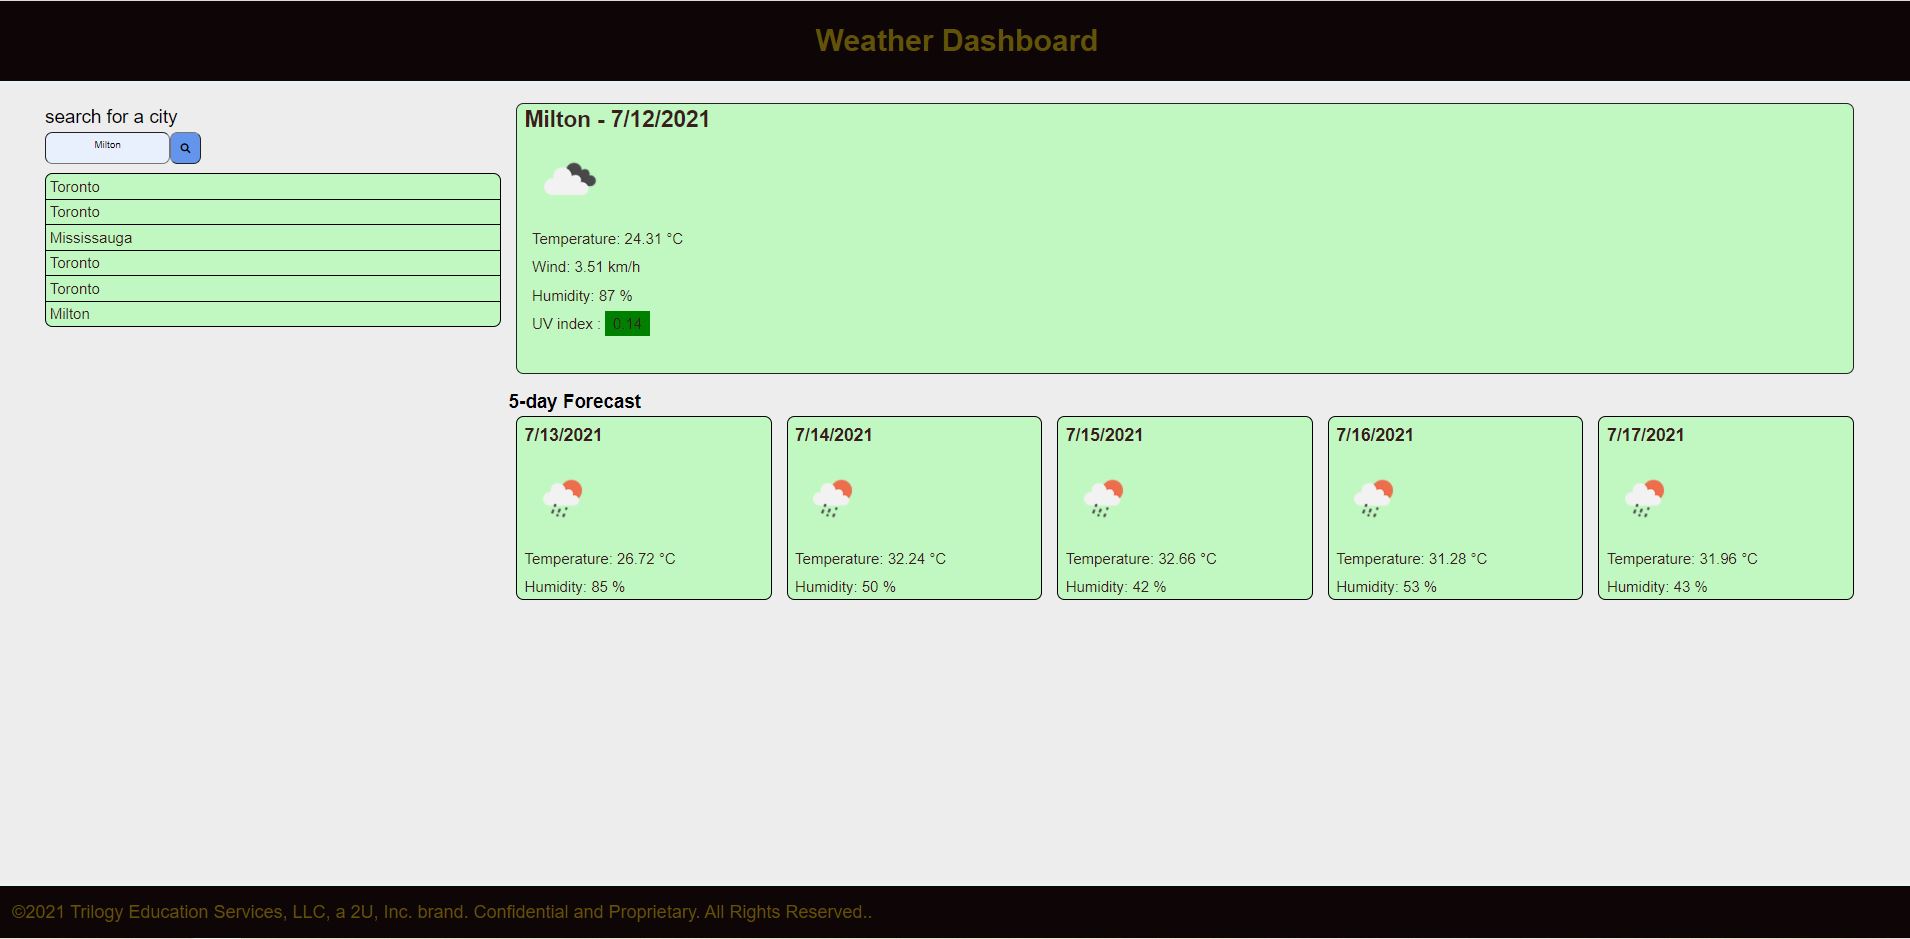 Weather Dashboard
search for a city
Milton
Toronto
Toronto
Mississauga
Toronto
Toronto
Milton
Milton - 7/12/2021
Temperature: 24.31 °C
Wind: 3.51 km/h
Humidity: 87 %
UV index : 0.14
5-day Forecast
7/13/2021
Temperature: 26.72 °C
Humidity: 85 %
7/14/2021
Temperature: 32.24 °C
Humidity: 50 %
7/15/2021
Temperature: 32.66 °C
Humidity: 42 %
7/16/2021
Temperature: 31.28 °C
Humidity: 53 %
7/17/2021
Temperature: 31.96 °C
Humidity: 43 %
©2021 Trilogy Education Services, LLC, a 2U, Inc. brand. Confidential and Proprietary. All Rights Reserved..